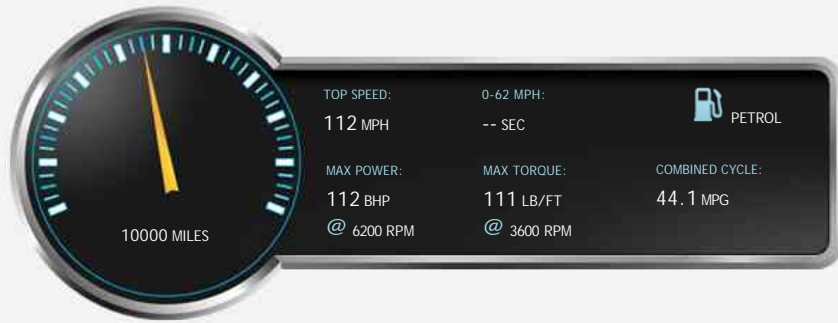 10000 MILES
TOP SPEED:
112 MPH
0-62 MPH:
-- SEC
PETROL
MAX POWER:
112 BHP
@ 6200 RPM
MAX TORQUE:
111 LB/FT
@ 3600 RPM
COMBINED CYCLE:
44.1 MPG